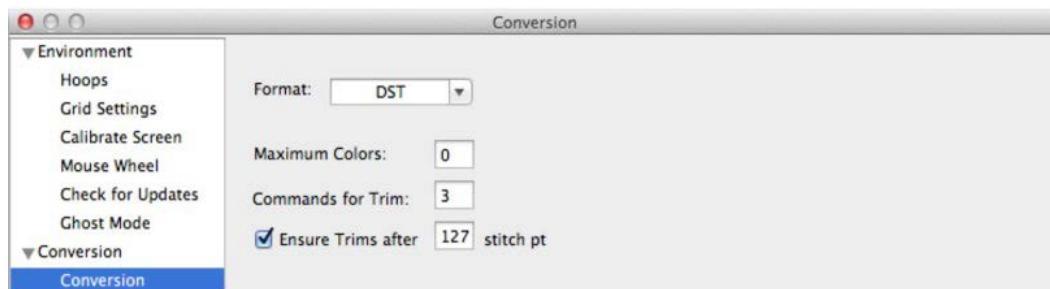 Conversion
Environment
Hoops
Grid Settings
Calibrate Screen
Mouse Wheel
Check for Updates
Ghost Mode
Conversion
Conversion
Format: DST
Maximum Colors: 0
Commands for Trim: 3
Ensure Trims after 127 stitch pt